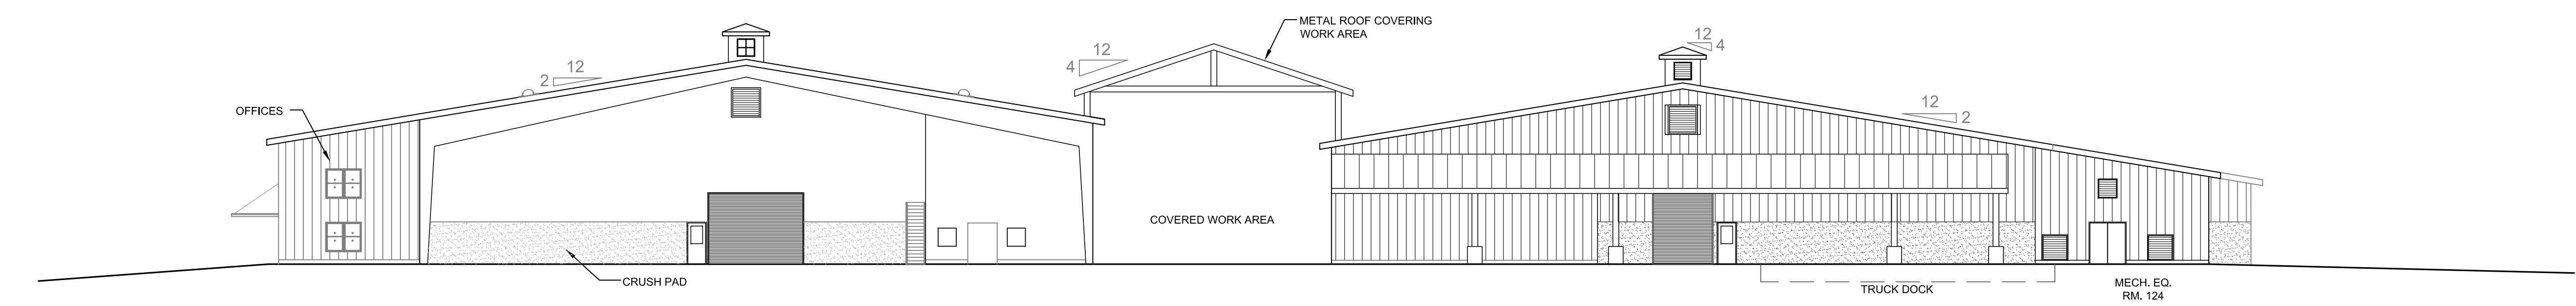 METAL ROOF COVERING
WORK AREA
12
4
12
4
12
2
12
2
OFFICES
COVERED WORK AREA
CRUSH PAD
TRUCK DOCK
MECH. EQ.
RM. 124